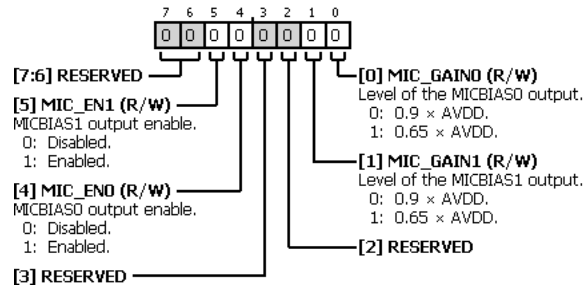 7 6 5 4 3 2 1 0
0 0 0 0 0 0 0 0
[7:6] RESERVED
[5] MIC_EN1 (R/W)
MICBIAS1 output enable.
0: Disabled.
1: Enabled.
[4] MIC_EN0 (R/W)
MICBIAS0 output enable.
0: Disabled.
1: Enabled.
[3] RESERVED
[0] MIC_GAIN0 (R/W)
Level of the MICBIAS0 output.
0: 0.9 × AVDD.
1: 0.65 × AVDD.
[1] MIC_GAIN1 (R/W)
Level of the MICBIAS1 output.
0: 0.9 × AVDD.
1: 0.65 × AVDD.
[2] RESERVED